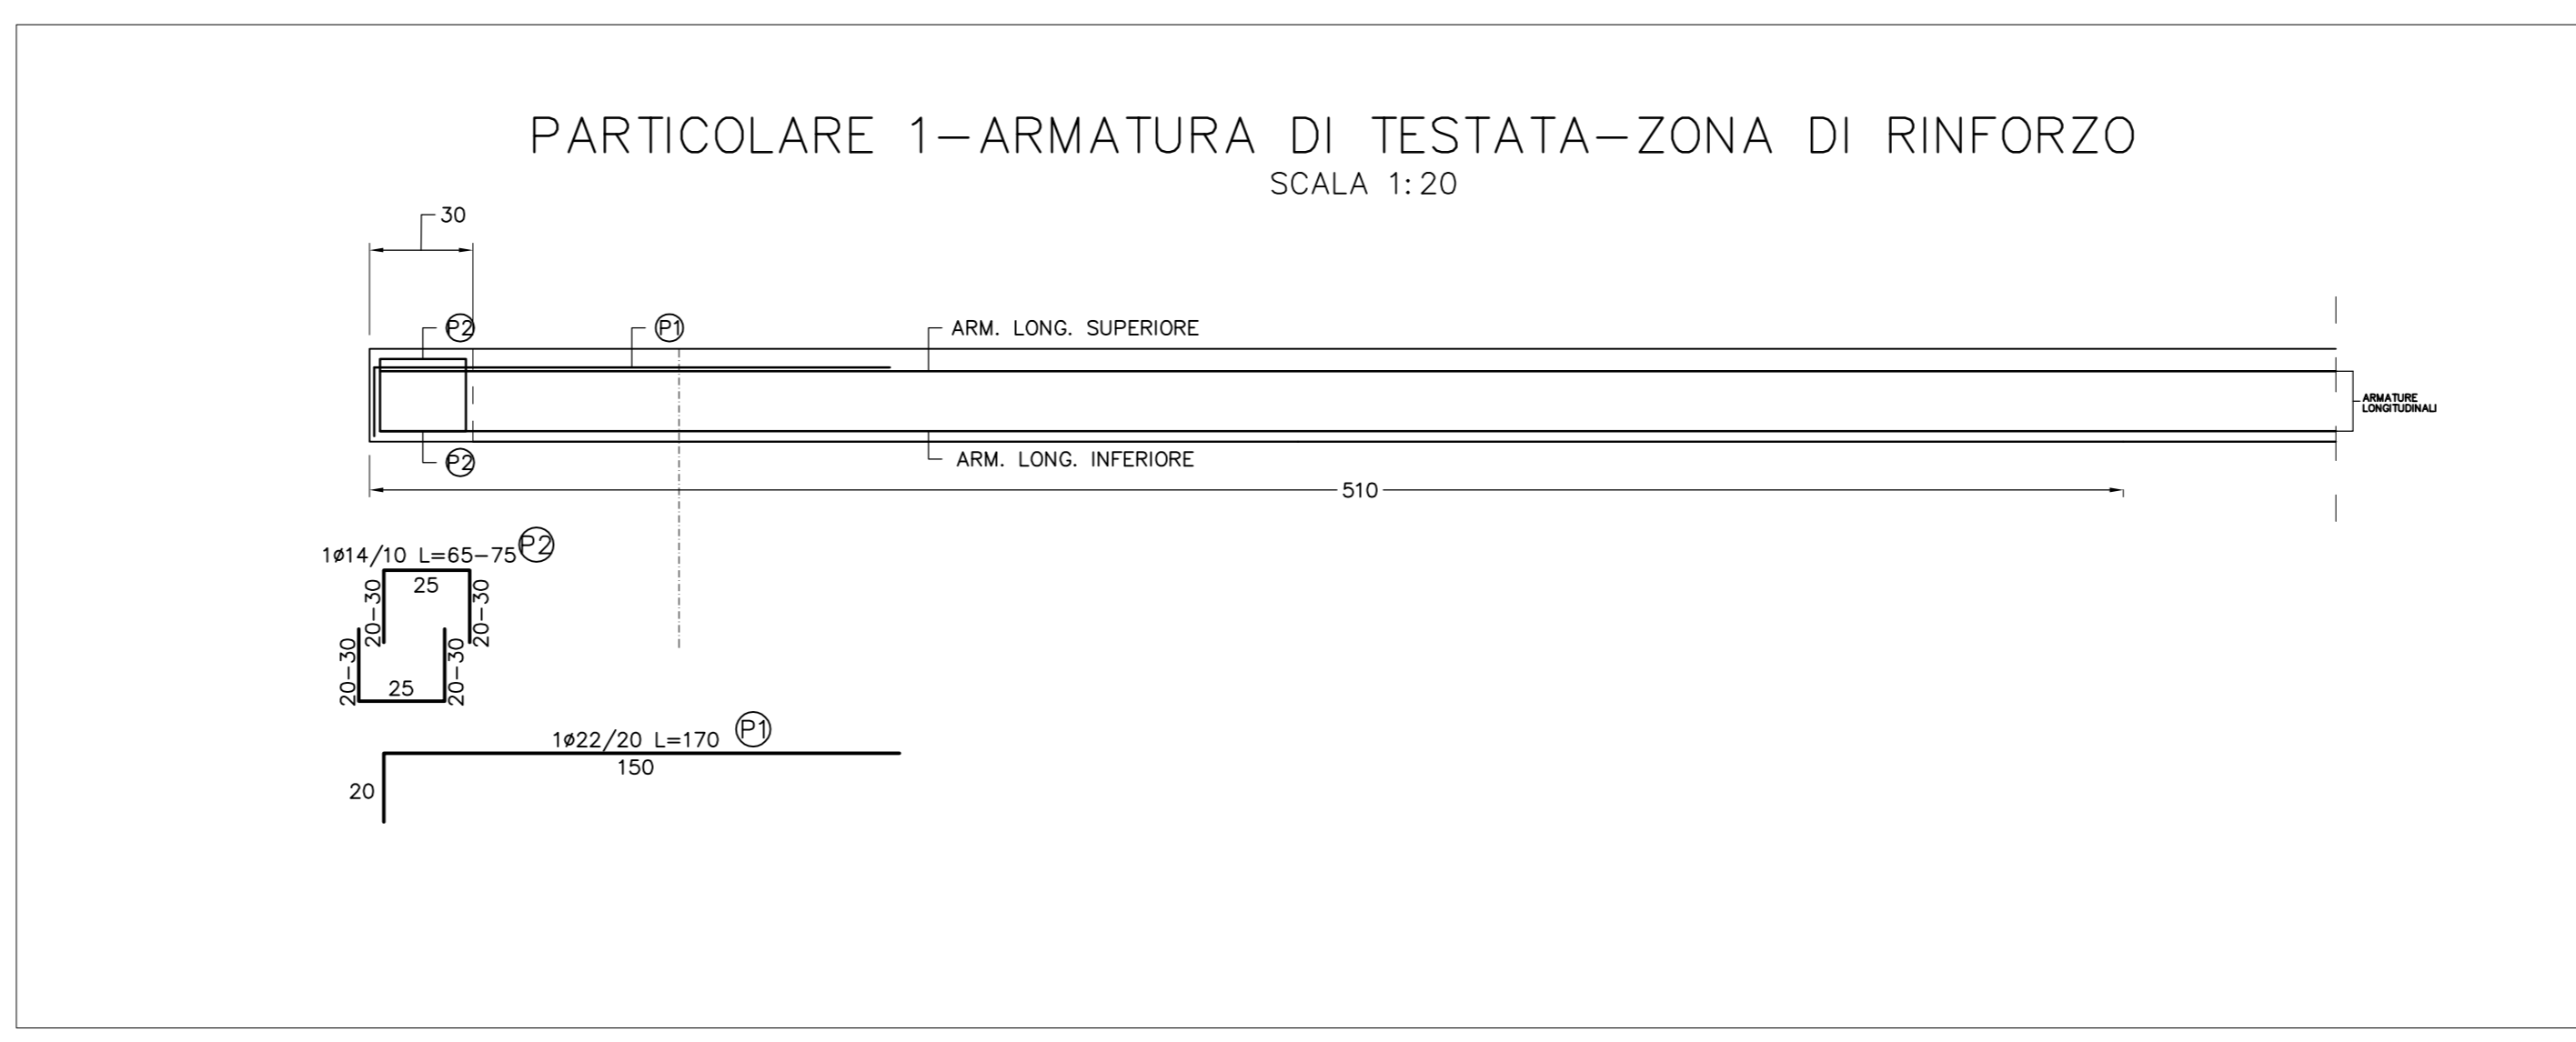 PARTICOLARE 1-ARMATURA DI TESTATA-ZONA DI RINFORZO
SCALA 1:20
30
P2
P1
ARM. LONG. SUPERIORE
ARMATURE
LONGITUDINALI
P2
ARM. LONG. INFERIORE
510
1ø14/10 L=65-75
P2
25
20-30
20-30
20-30
20-30
25
1ø22/20 L=170
P1
150
20